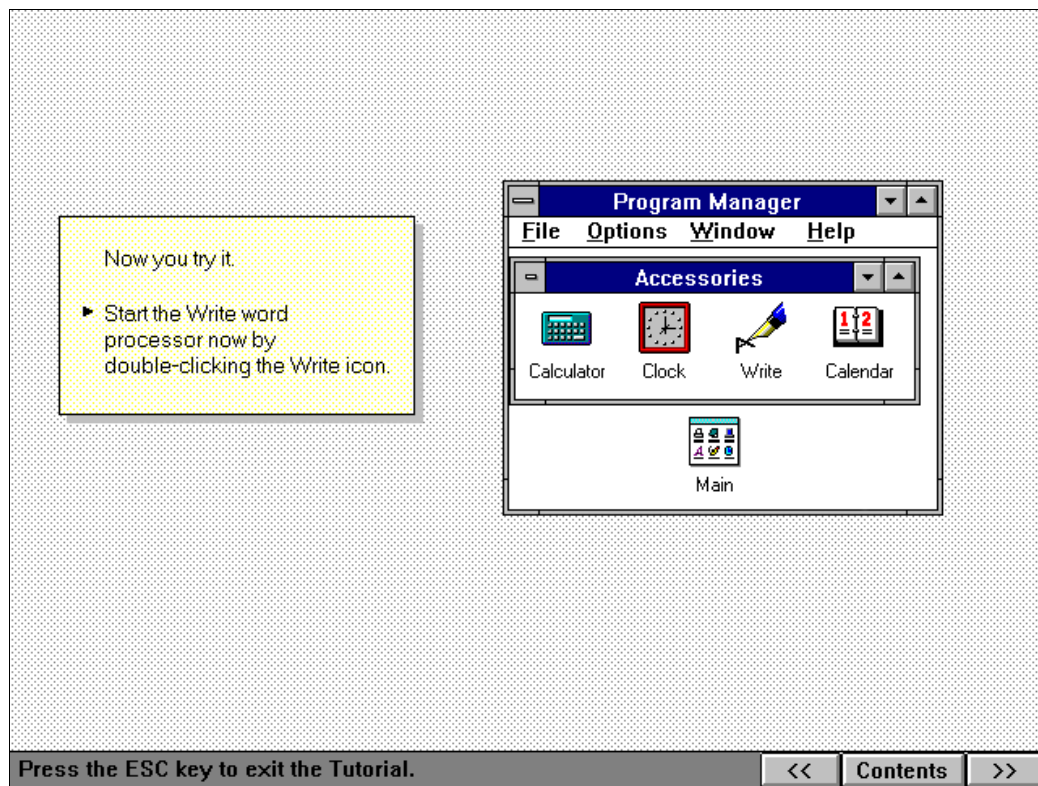 Now you try it.
Start the Write word
processor now by
double-clicking the Write icon.
Program Manager
File Options Window Help
Accessories
Calculator Clock Write Calendar
Main
Press the ESC key to exit the Tutorial.
<< Contents >>